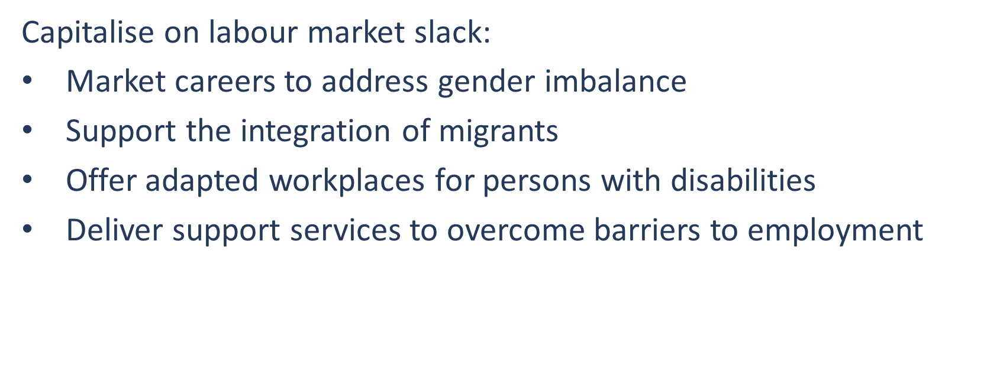 Capitalise on labour market slack:
• Market careers to address gender imbalance
• Support the integration of migrants
• Offer adapted workplaces for persons with disabilities
• Deliver support services to overcome barriers to employment